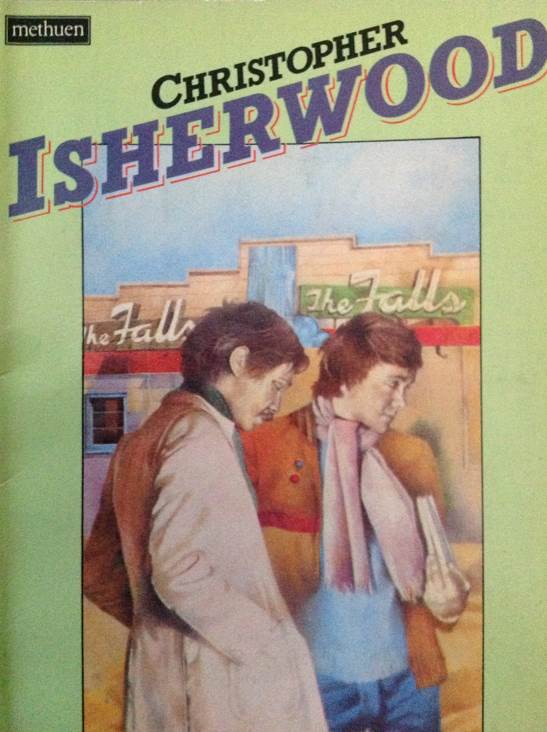 methuen
CHRISTOPHER
ISHERWOOD
The Falls
The Falls